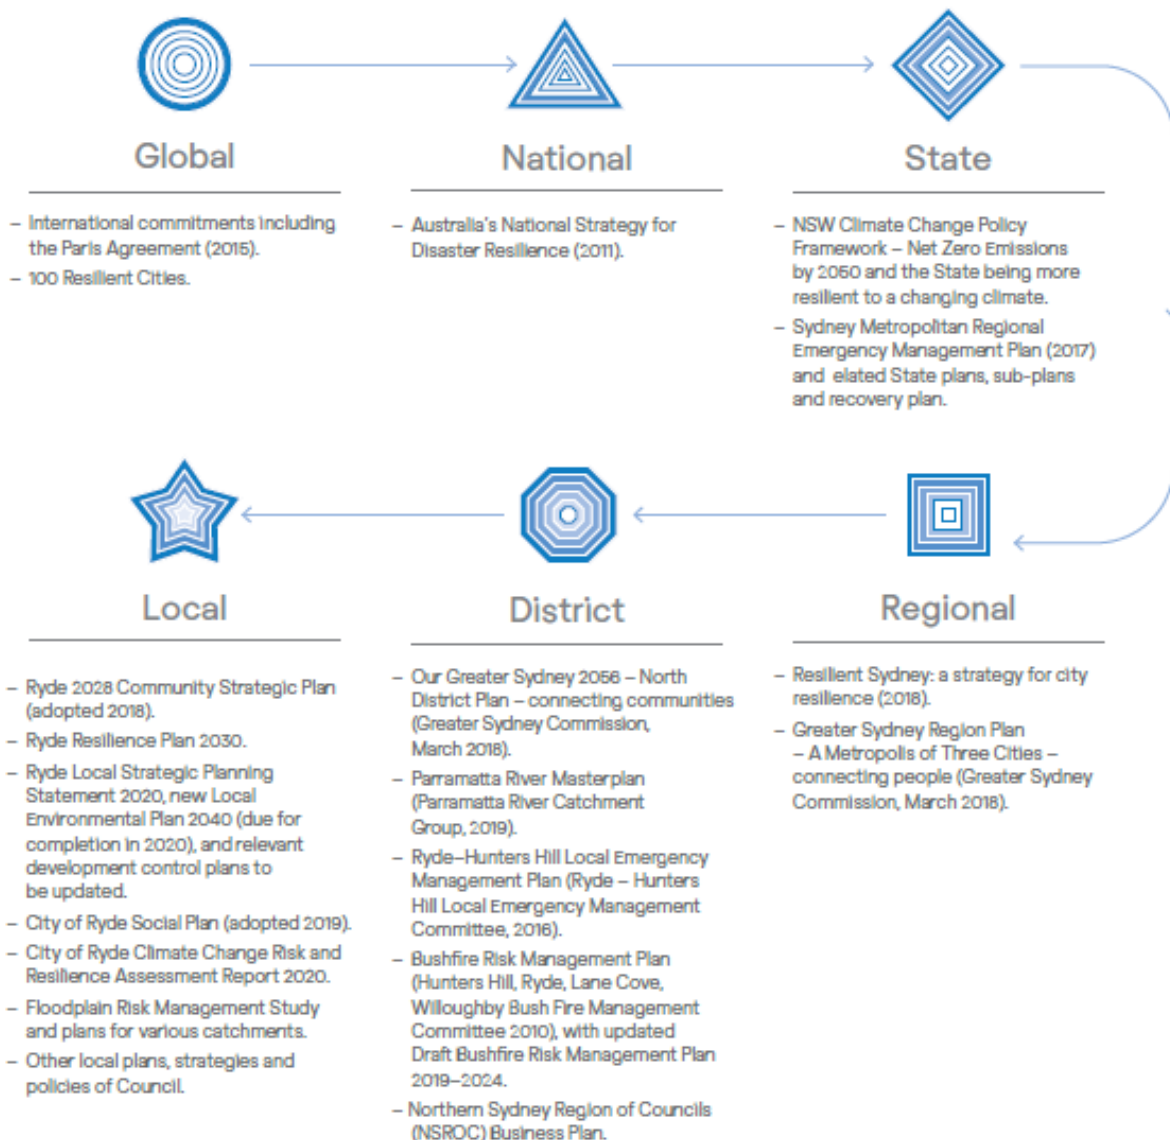 Global
– International commitments including
the Paris Agreement (2015).
– 100 Resilient Cities.
National
– Australia's National Strategy for
Disaster Resilience (2011).
State
– NSW Climate Change Policy
Framework – Net Zero Emissions
by 2050 and the State being more
resilient to a changing climate.
– Sydney Metropolitan Regional
Emergency Management Plan (2017)
and elated State plans, sub-plans
and recovery plan.
Local
– Ryde 2028 Community Strategic Plan
(adopted 2018).
– Ryde Resilience Plan 2030.
– Ryde Local Strategic Planning
Statement 2020, new Local
Environmental Plan 2040 (due for
completion in 2020), and relevant
development control plans to
be updated.
– City of Ryde Social Plan (adopted 2019).
– City of Ryde Climate Change Risk and
Resilience Assessment Report 2020.
– Floodplain Risk Management Study
and plans for various catchments.
– Other local plans, strategies and
policies of Council.
District
– Our Greater Sydney 2056 – North
District Plan – connecting communities
(Greater Sydney Commission,
March 2018).
– Parramatta River Masterplan
(Parramatta River Catchment
Group, 2019).
– Ryde–Hunters Hill Local Emergency
Management Plan (Ryde – Hunters
Hill Local Emergency Management
Committee, 2016).
– Bushfire Risk Management Plan
(Hunters Hill, Ryde, Lane Cove,
Willoughby Bush Fire Management
Committee 2010), with updated
Draft Bushfire Risk Management Plan
2019–2024.
– Northern Sydney Region of Councils
(NSROC) Business Plan.
Regional
– Resilient Sydney: a strategy for city
resilience (2018).
– Greater Sydney Region Plan
– A Metropolis of Three Cities –
connecting people (Greater Sydney
Commission, March 2018).